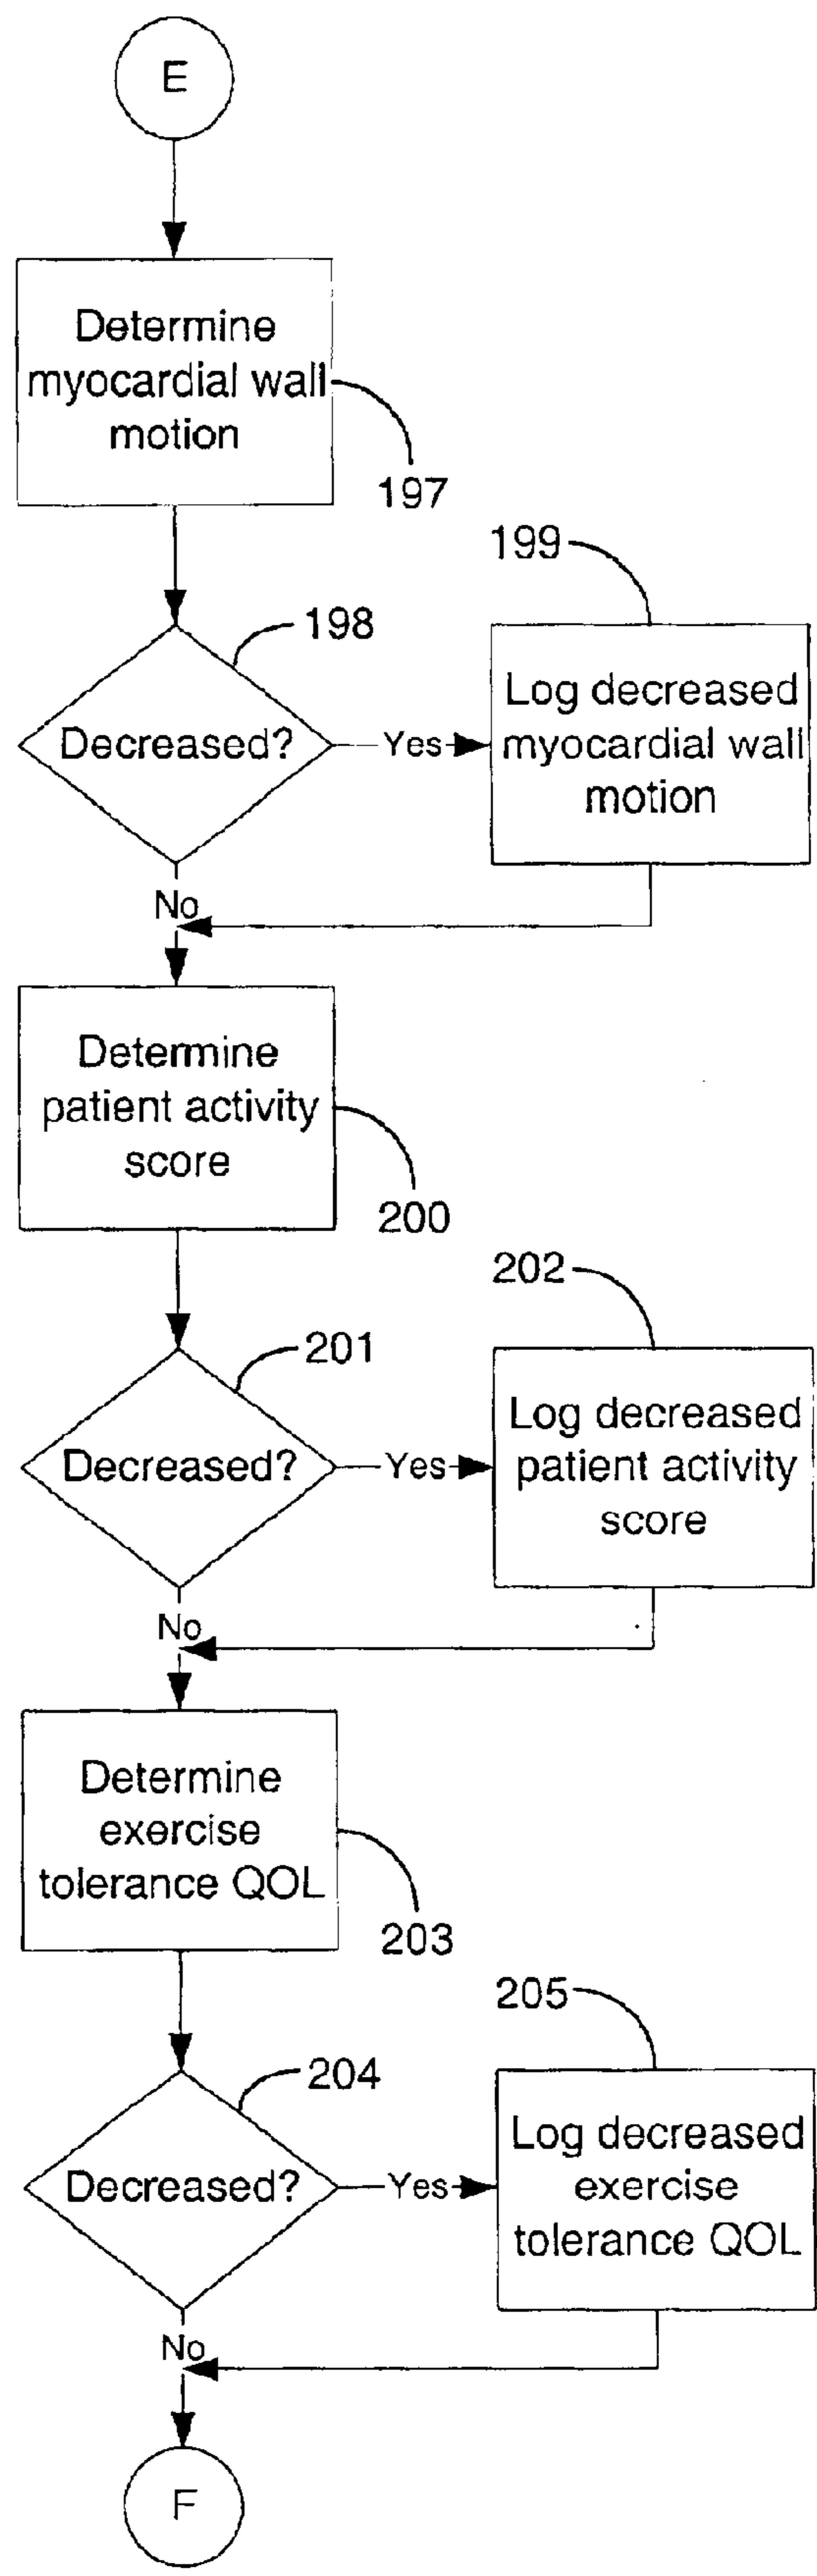 E
Determine
myocardial wall
motion
197
199
198
Decreased?
Yes
Log decreased
myocardial wall
motion
No
Determine
patient activity
score
200
202
201
Decreased?
Yes
Log decreased
patient activity
score
No
Determine
exercise
tolerance QOL
203
205
204
Decreased?
Yes
Log decreased
exercise
tolerance QOL
No
F